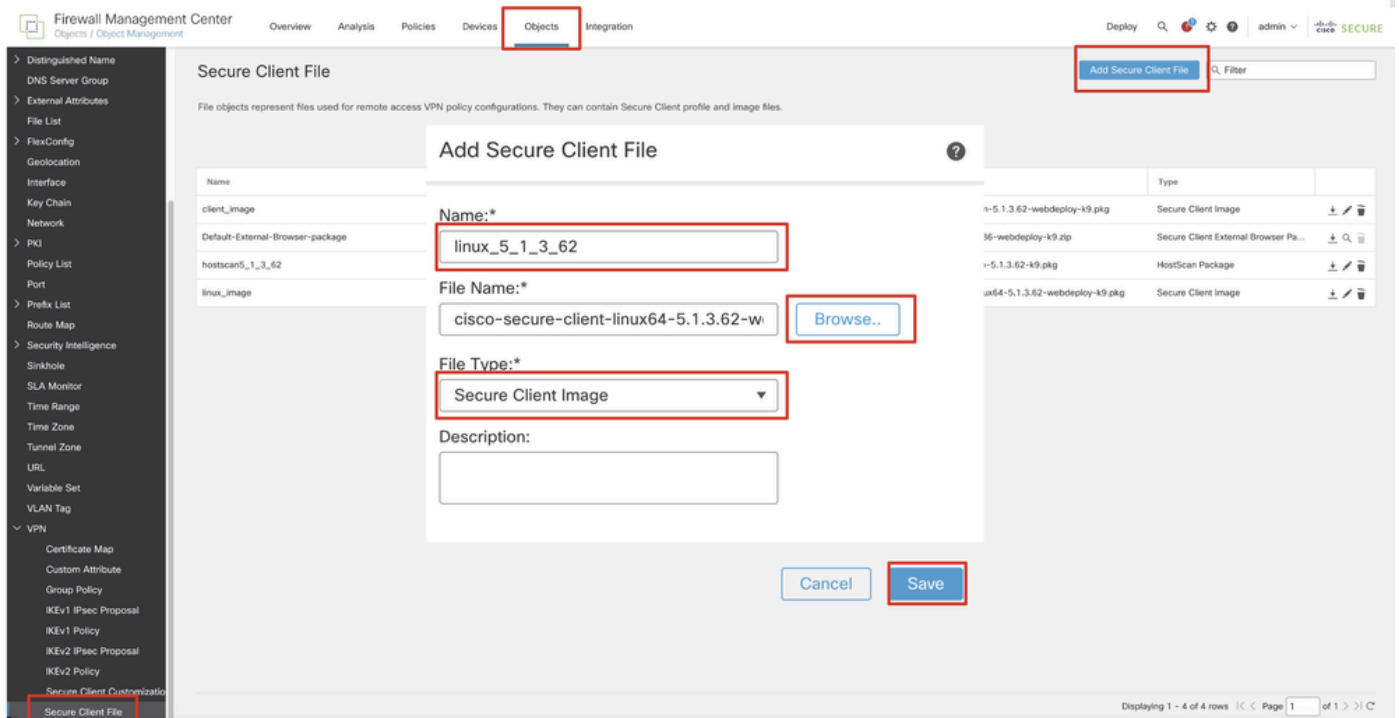 Firewall Management Center
Objects / Object Management
Overview Analysis Policies Devices Objects Integration
Deploy admin cisco SECURE
Distinguished Name
DNS Server Group
External Attributes
File List
FlexConfig
Geolocation
Interface
Key Chain
Network
PKI
Policy List
Port
Prefix List
Route Map
Security Intelligence
Sinkhole
SLA Monitor
Time Range
Time Zone
Tunnel Zone
URL
Variable Set
VLAN Tag
VPN
Certificate Map
Custom Attribute
Group Policy
IKEv1 IPsec Proposal
IKEv1 Policy
IKEv2 IPsec Proposal
IKEv2 Policy
Secure Client Customizatio
Secure Client File
Secure Client File
Add Secure Client File
Filter
File objects represent files used for remote access VPN policy configurations. They can contain Secure Client profile and image files.
Name Type
client_image n-5.1.3.62-webdeploy-k9.pkg Secure Client Image
Default-External-Browser-package 36-webdeploy-k9.zip Secure Client External Browser Pa...
hostscan5_1_3_62 -5.1.3.62-k9.pkg HostScan Package
linux_image ux64-5.1.3.62-webdeploy-k9.pkg Secure Client Image
Add Secure Client File
Name:*
linux_5_1_3_62
File Name:*
cisco-secure-client-linux64-5.1.3.62-w
Browse..
File Type:*
Secure Client Image
Description:
Cancel Save
Displaying 1 - 4 of 4 rows |< < Page 1 of 1 > >| C